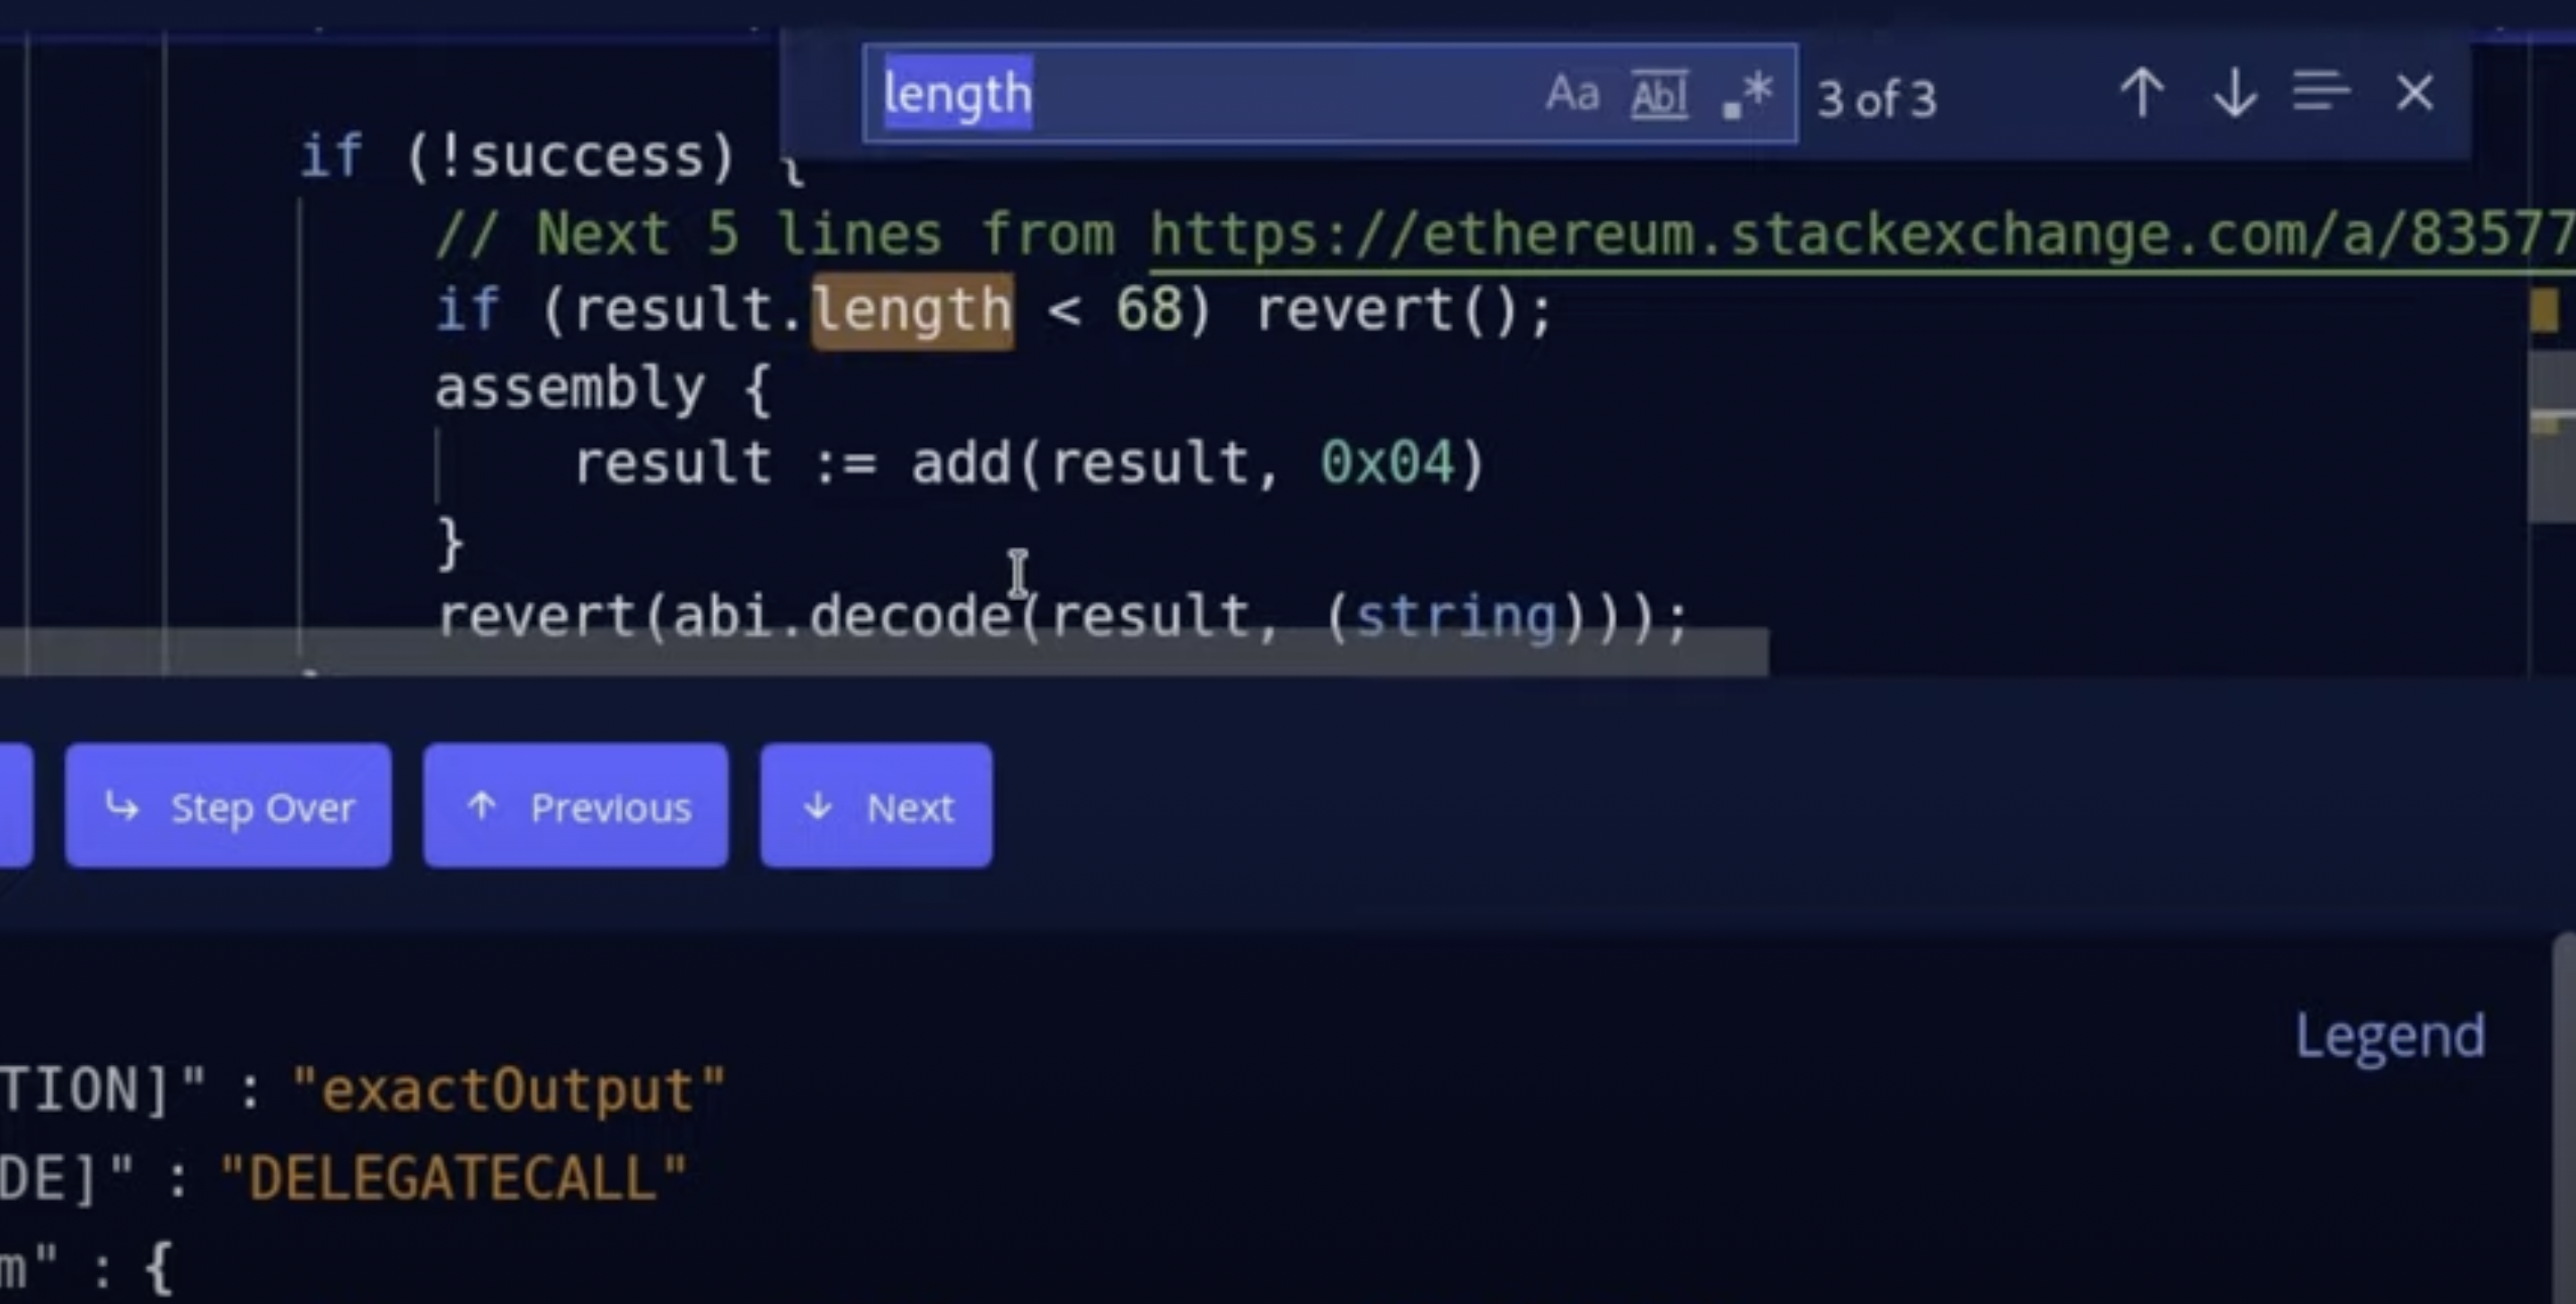 length Aa Abl .* 3 of 3
if (!success) {
// Next 5 lines from https://ethereum.stackexchange.com/a/83577
if (result.length < 68) revert();
assembly {
result := add(result, 0x04)
}
revert(abi.decode(result, (string)));
Step Over Previous Next
Legend
TION]" : "exactOutput"
DE]" : "DELEGATECALL"
m" : {